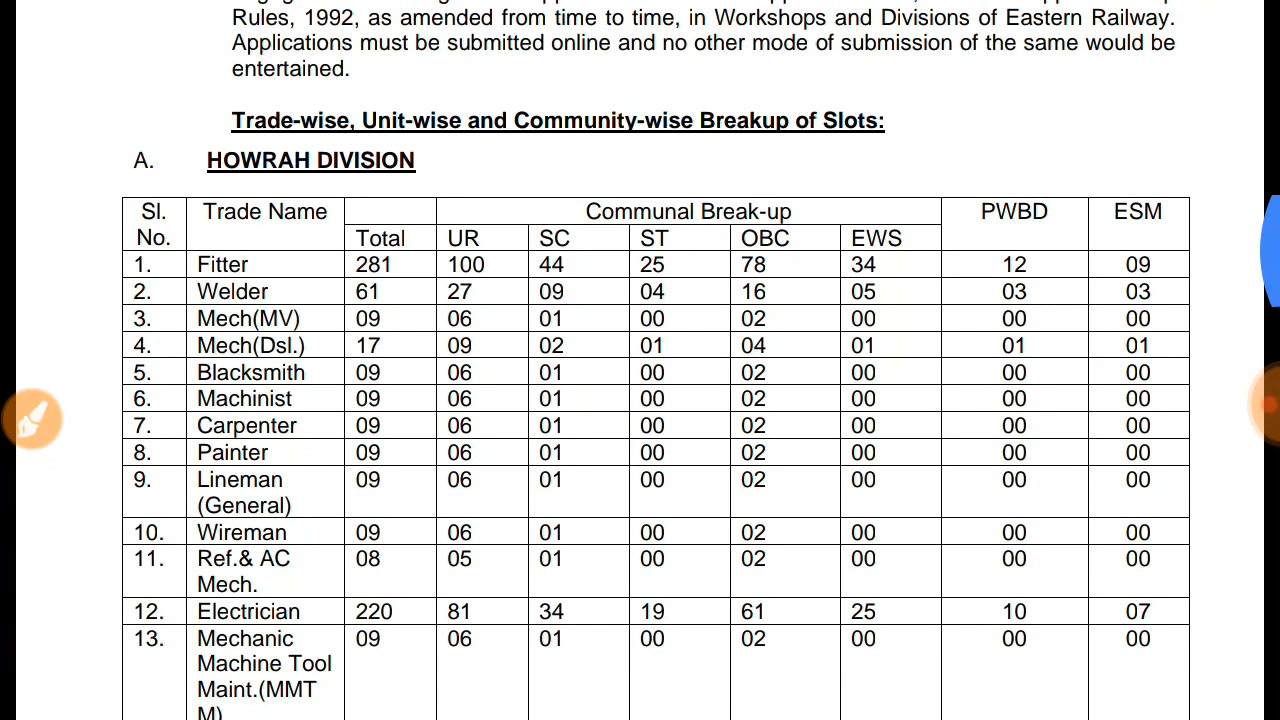 Rules, 1992, as amended from time to time, in Workshops and Divisions of Eastern Railway.
Applications must be submitted online and no other mode of submission of the same would be
entertained.
Trade-wise, Unit-wise and Community-wise Breakup of Slots:
A. HOWRAH DIVISION
Sl. Trade Name Communal Break-up PWBD ESM
No. Total UR SC ST OBC EWS
1. Fitter 281 100 44 25 78 34 12 09
2. Welder 61 27 09 04 16 05 03 03
3. Mech(MV) 09 06 01 00 02 00 00 00
4. Mech(Dsl.) 17 09 02 01 04 01 01 01
5. Blacksmith 09 06 01 00 02 00 00 00
6. Machinist 09 06 01 00 02 00 00 00
7. Carpenter 09 06 01 00 02 00 00 00
8. Painter 09 06 01 00 02 00 00 00
9. Lineman 09 06 01 00 02 00 00 00
(General)
10. Wireman 09 06 01 00 02 00 00 00
11. Ref.& AC 08 05 01 00 02 00 00 00
Mech.
12. Electrician 220 81 34 19 61 25 10 07
13. Mechanic 09 06 01 00 02 00 00 00
Machine Tool
Maint.(MMT
M)